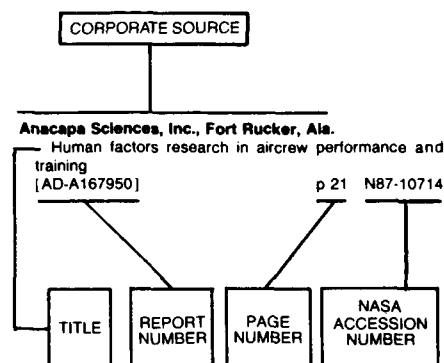 CORPORATE SOURCE
Anacapa Sciences, Inc., Fort Rucker, Ala.
Human factors research in aircrew performance and
training
[AD-A167950] p 21 N87-10714
TITLE
REPORT
NUMBER
PAGE
NUMBER
NASA
ACCESSION
NUMBER